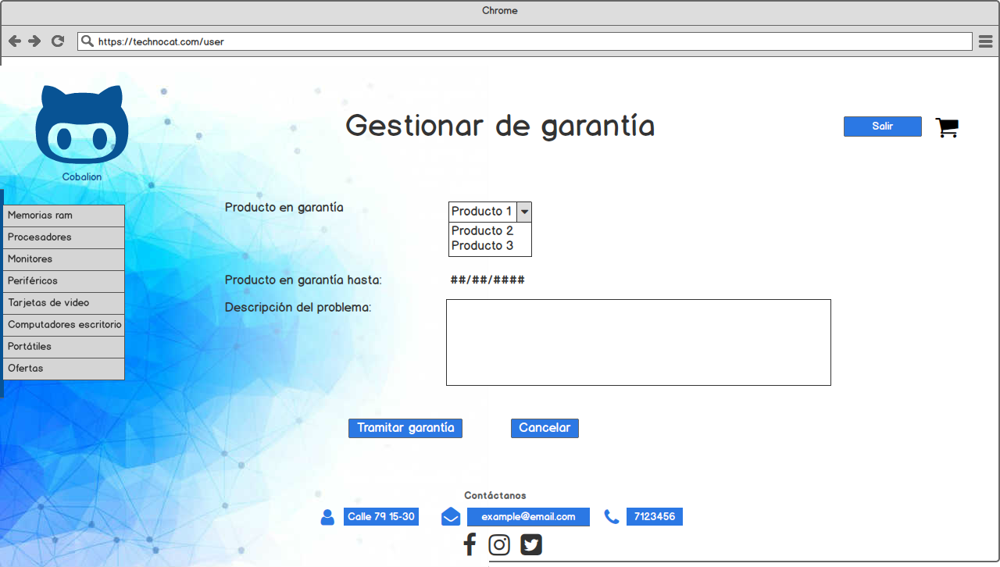 Chrome
https://technocat.com/user
Gestionar de garantía
Salir
Cobalion
Memorias ram
Procesadores
Monitores
Periféricos
Tarjetas de video
Computadores escritorio
Portátiles
Ofertas
Producto en garantía
Producto 1
Producto 2
Producto 3
Producto en garantía hasta:
##/##/####
Descripción del problema:
Tramitar garantía
Cancelar
Contáctanos
Calle 79 15-30
example@email.com
7123456